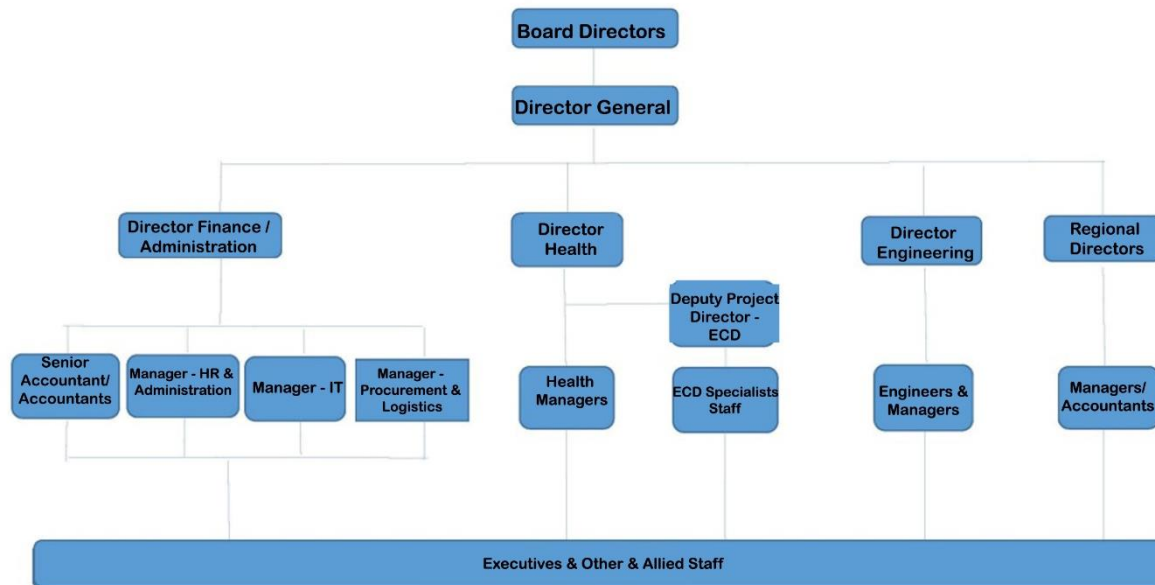 Board Directors
Director General
Director Finance /
Administration
Director
Health
Director
Engineering
Regional
Directors
Deputy Project
Director -
ECD
Senior
Accountant/
Accountants
Manager - HR &
Administration
Manager - IT
Manager -
Procurement &
Logistics
Health
Managers
ECD Specialists
Staff
Engineers &
Managers
Managers/
Accountants
Executives & Other & Allied Staff